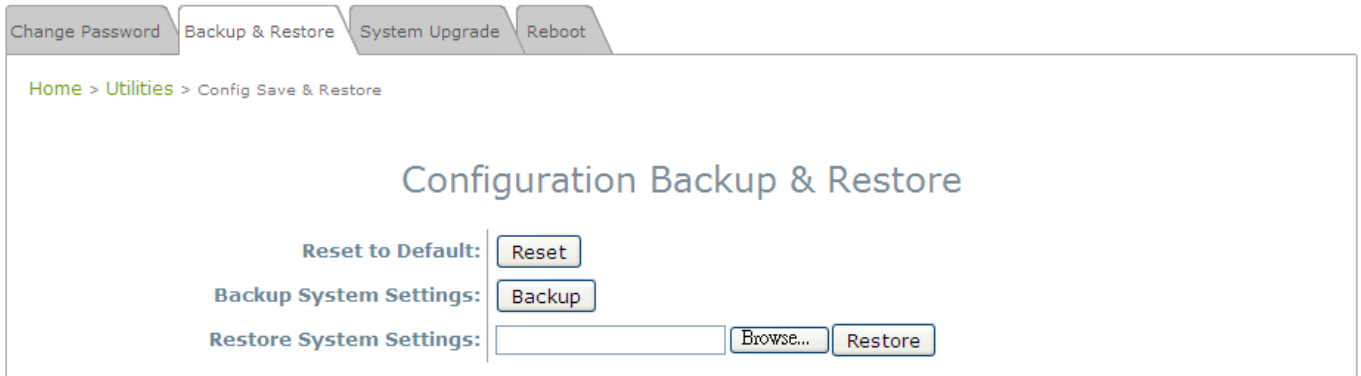 Change Password Backup & Restore System Upgrade Reboot
Home > Utilities > Config Save & Restore
Configuration Backup & Restore
Reset to Default: Reset
Backup System Settings: Backup
Restore System Settings: Browse... Restore